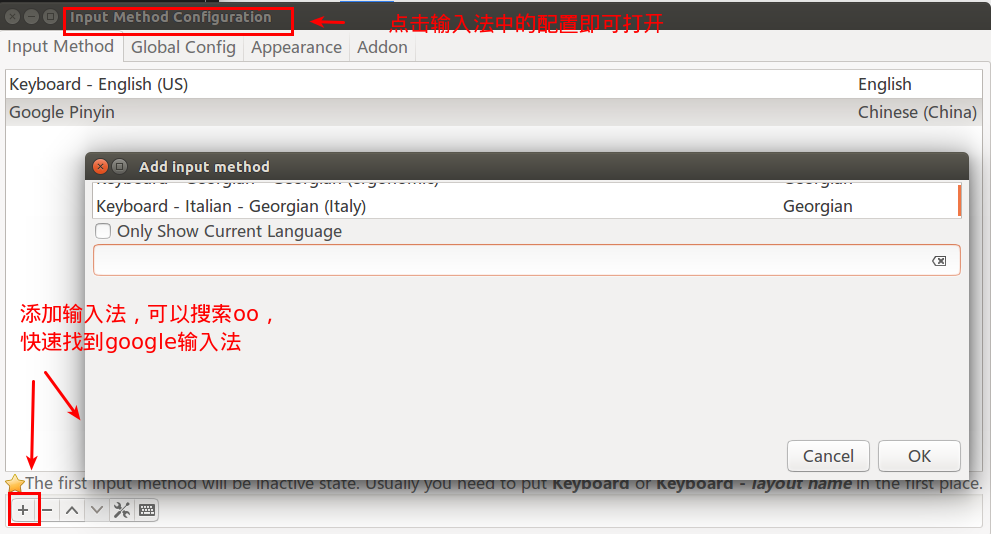 Input Method Configuration
点击输入法中的配置即可打开
Input Method Global Config Appearance Addon
Keyboard - English (US) English
Google Pinyin Chinese (China)
Add input method
Keyboard - Georgian - Georgian (ergonomic) Georgian
Keyboard - Italian - Georgian (Italy) Georgian
Only Show Current Language
添加输入法，可以搜索oo，
快速找到google输入法
Cancel OK
The first input method will be inactive state. Usually you need to put Keyboard or Keyboard - layout name in the first place.